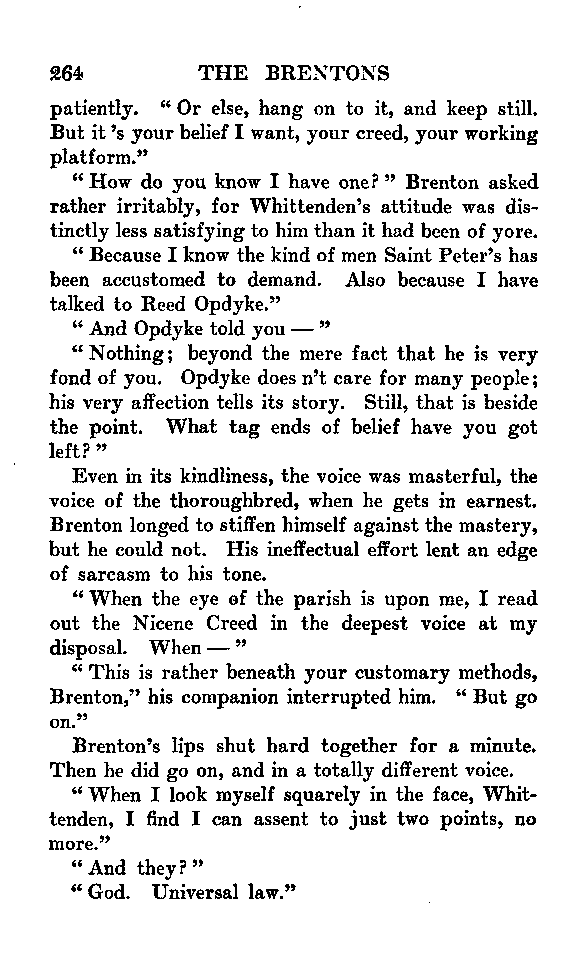 264 THE BRENTONS
patiently. "Or else, hang on to it, and keep still.
But it 's your belief I want, your creed, your working
platform."
"How do you know I have one?" Brenton asked
rather irritably, for Whittenden's attitude was dis-
tinctly less satisfying to him than it had been of yore.
"Because I know the kind of men Saint Peter's has
been accustomed to demand. Also because I have
talked to Reed Opdyke."
"And Opdyke told you — "
"Nothing; beyond the mere fact that he is very
fond of you. Opdyke does n't care for many people;
his very affection tells its story. Still, that is beside
the point. What tag ends of belief have you got
left?"
Even in its kindliness, the voice was masterful, the
voice of the thoroughbred, when he gets in earnest.
Brenton longed to stiffen himself against the mastery,
but he could not. His ineffectual effort lent an edge
of sarcasm to his tone.
"When the eye of the parish is upon me, I read
out the Nicene Creed in the deepest voice at my
disposal. When — "
"This is rather beneath your customary methods,
Brenton," his companion interrupted him. "But go
on."
Brenton's lips shut hard together for a minute.
Then he did go on, and in a totally different voice.
"When I look myself squarely in the face, Whit-
tenden, I find I can assent to just two points, no
more."
"And they?"
"God. Universal law."